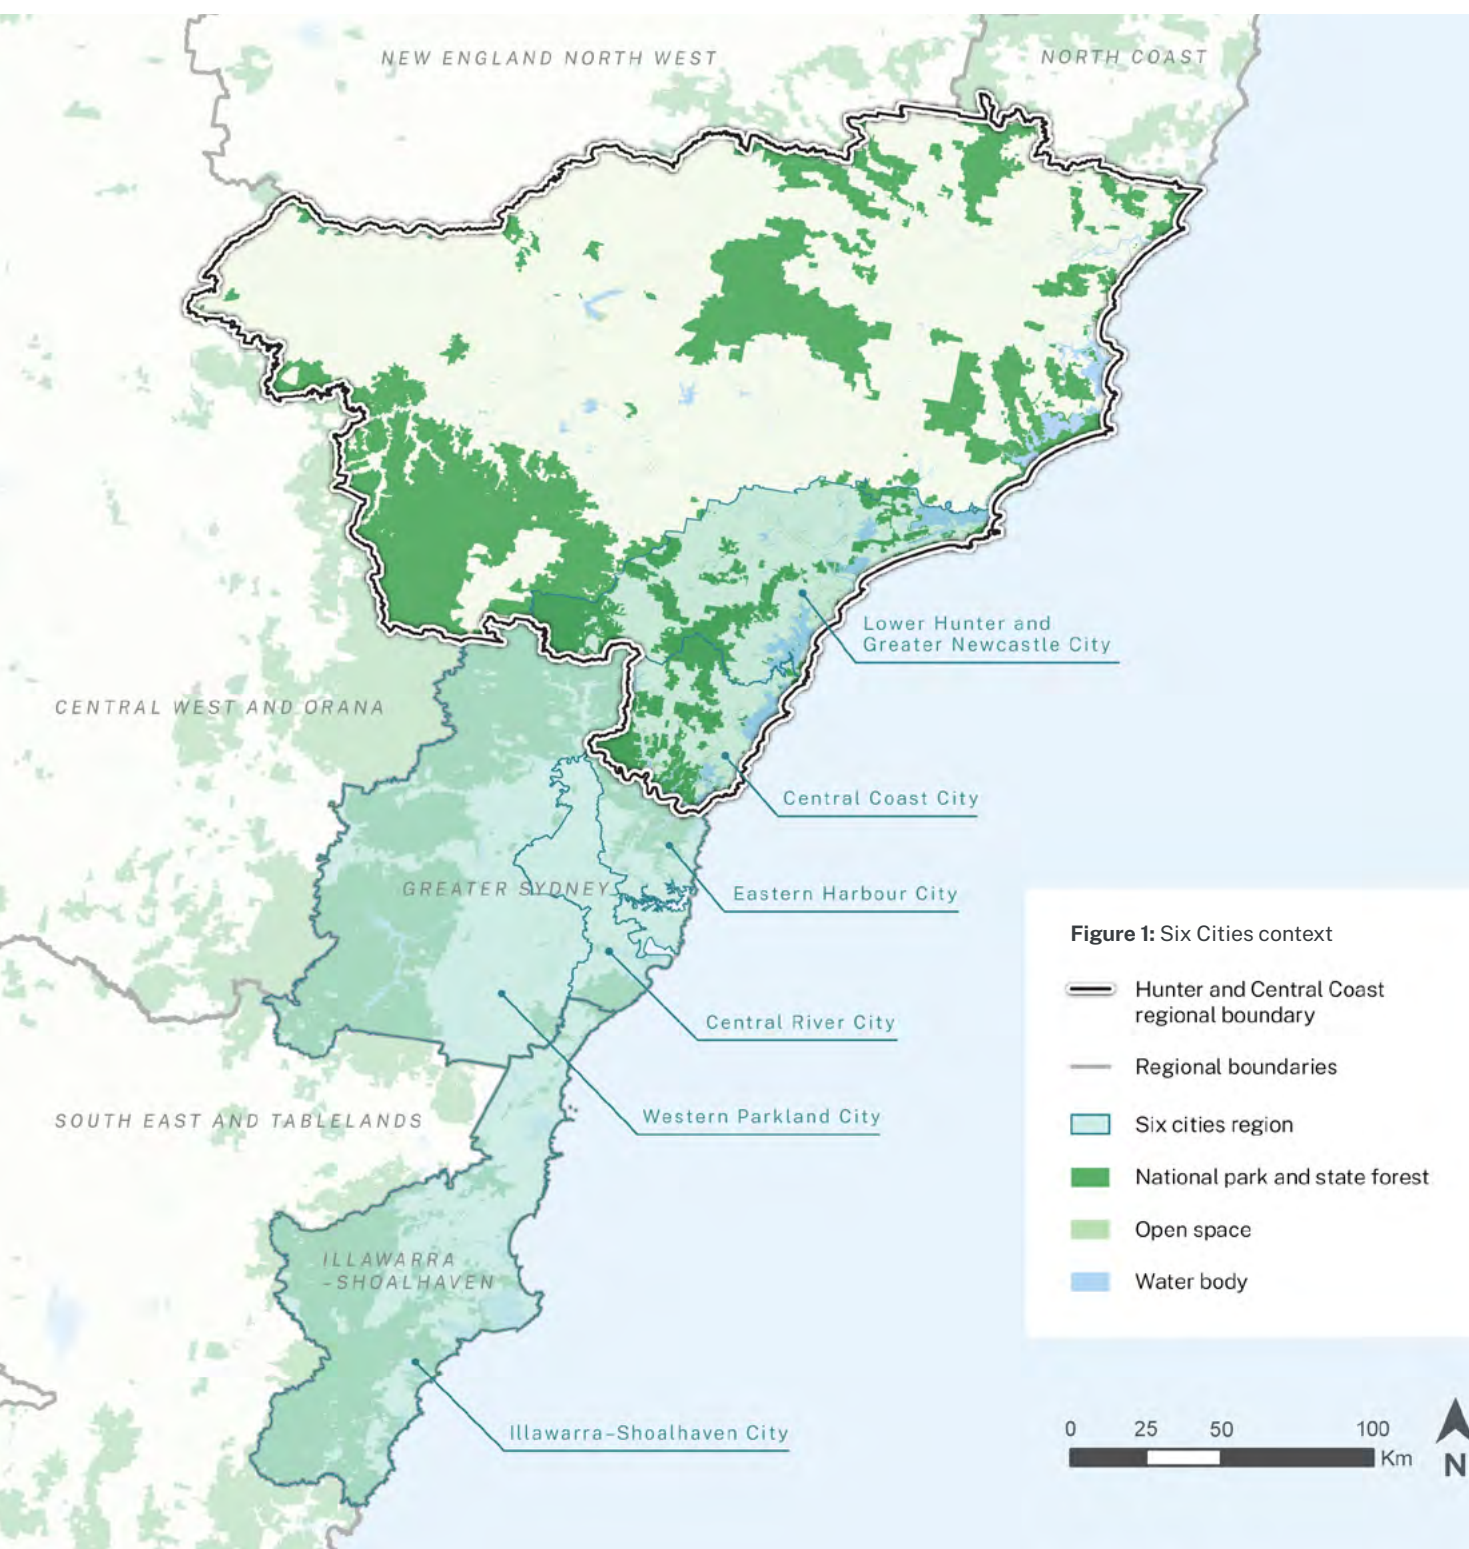 NEW ENGLAND NORTH WEST
NORTH COAST
Lower Hunter and
Greater Newcastle City
CENTRAL WEST AND ORANA
Central Coast City
GREATER SYDNEY
Eastern Harbour City
Central River City
Western Parkland City
SOUTH EAST AND TABLELANDS
ILLAWARRA
–SHOALHAVEN
Illawarra–Shoalhaven City
Figure 1: Six Cities context
Hunter and Central Coast
regional boundary
Regional boundaries
Six cities region
National park and state forest
Open space
Water body
0 25 50 100
Km
N